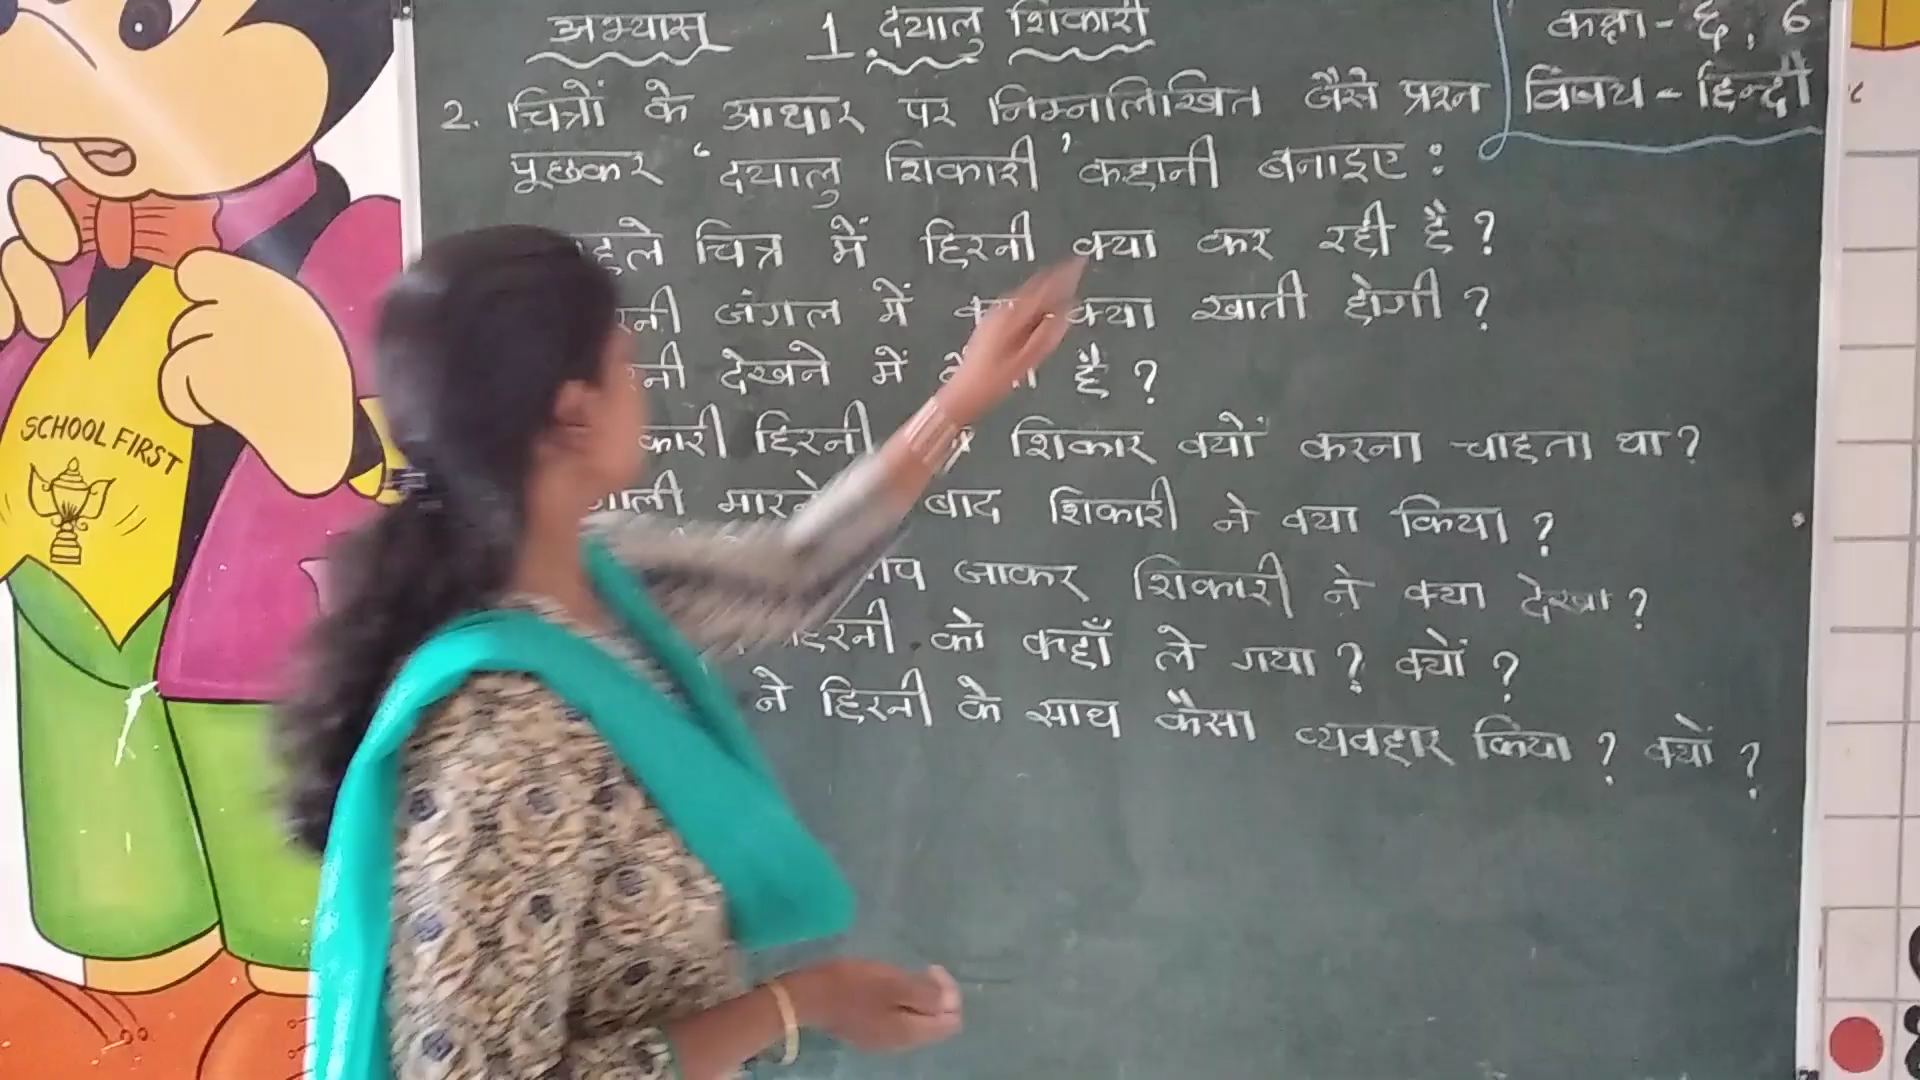 अभ्यास 1. दयालु शिकारी
कक्षा - ६, 6
विषय - हिन्दी
2. चित्रों के आधार पर निम्नलिखित जैसे प्रश्न
पूछकर 'दयालु शिकारी' कहानी बनाइए :
चित्र में हिरनी क्या कर रही है ?
जंगल में क्या खाती होगी ?
देखने में है ?
हिरनी शिकार क्यों करना चाहता था ?
बाद शिकारी ने क्या किया ?
जाकर शिकारी ने क्या देखा ?
हिरनी को कहाँ ले गया ? क्यों ?
ने हिरनी के साथ कैसा व्यवहार किया ? क्यों ?
SCHOOL FIRST